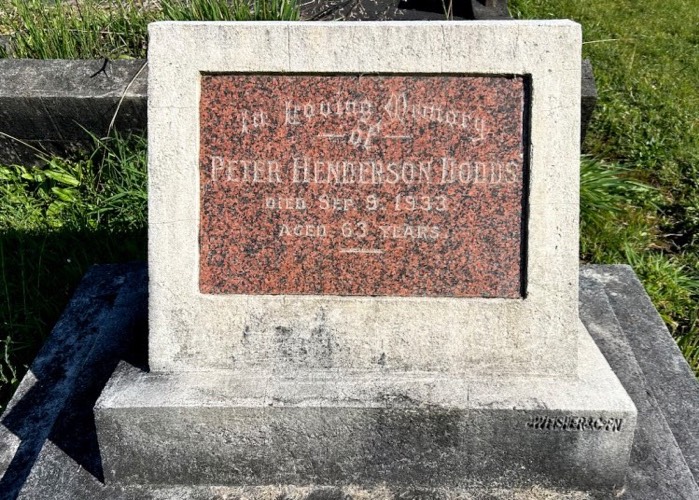 In Loving Memory
of
PETER HENDERSON DODDS
DIED SEP. 9, 1933
AGED 63 YEARS.